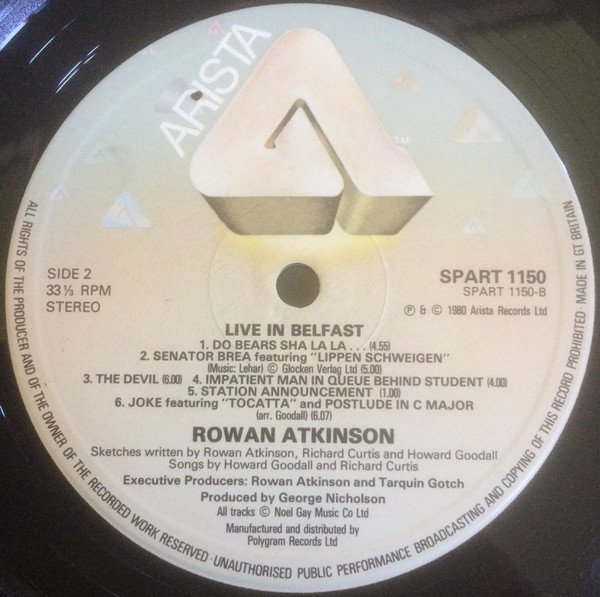 ARISTA
TM
SIDE 2
33⅓ RPM
STEREO
SPART 1150
SPART 1150-B
℗ & © 1980 Arista Records Ltd
LIVE IN BELFAST
1. DO BEARS SHA LA LA . . . (4.55)
2. SENATOR BREA featuring "LIPPEN SCHWEIGEN"
(Music: Lehar) © Glocken Verlag Ltd (5.00)
3. THE DEVIL (6.00) 4. IMPATIENT MAN IN QUEUE BEHIND STUDENT (4.00)
5. STATION ANNOUNCEMENT (1.00)
6. JOKE featuring "TOCATTA" and POSTLUDE IN C MAJOR
(arr. Goodall) (6.07)
ROWAN ATKINSON
Sketches written by Rowan Atkinson, Richard Curtis and Howard Goodall
Songs by Howard Goodall and Richard Curtis
Executive Producers: Rowan Atkinson and Tarquin Gotch
Produced by George Nicholson
All tracks © Noel Gay Music Co Ltd
Manufactured and distributed by
Polygram Records Ltd
ALL RIGHTS OF THE PRODUCER AND OF THE OWNER OF THE RECORDED WORK RESERVED · UNAUTHORISED PUBLIC PERFORMANCE BROADCASTING AND COPYING OF THIS RECORD PROHIBITED · MADE IN GT BRITAIN